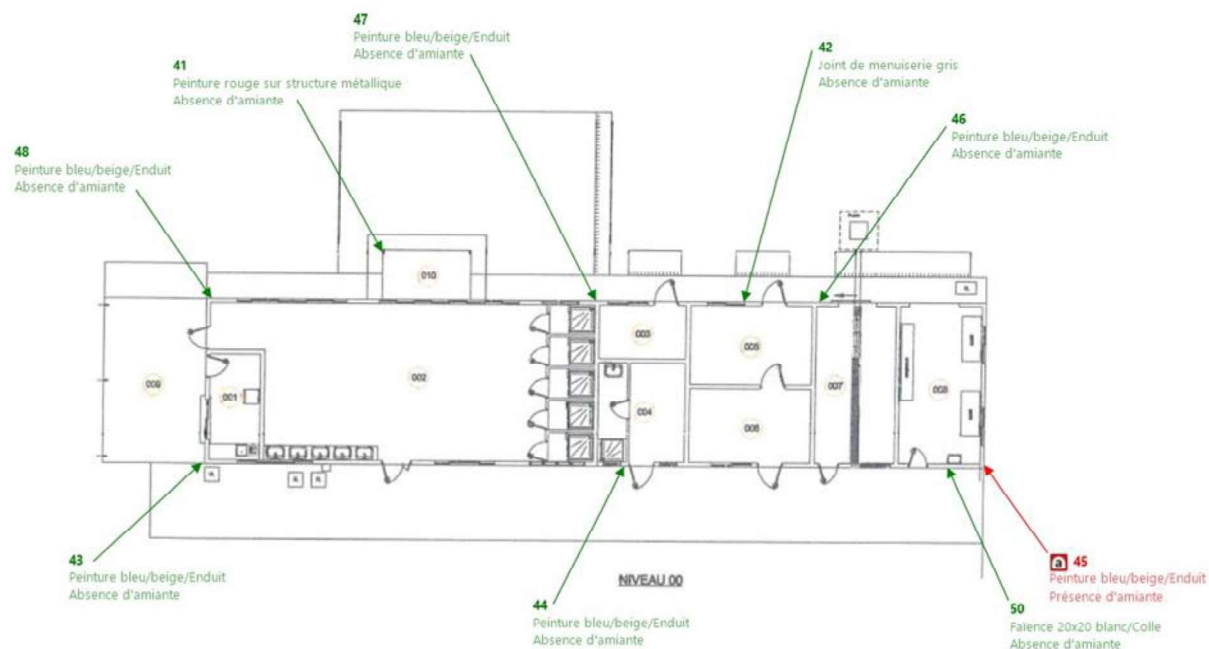 47
Peinture bleu/beige/Enduit
Absence d'amiante
42
Joint de menuiserie gris
Absence d'amiante
41
Peinture rouge sur structure métallique
Absence d'amiante
46
Peinture bleu/beige/Enduit
Absence d'amiante
48
Peinture bleu/beige/Enduit
Absence d'amiante
010
003
005
009
001
002
004
006
007
008
43
Peinture bleu/beige/Enduit
Absence d'amiante
NIVEAU 00
44
Peinture bleu/beige/Enduit
Absence d'amiante
a 45
Peinture bleu/beige/Enduit
Présence d'amiante
50
Faïence 20x20 blanc/Colle
Absence d'amiante